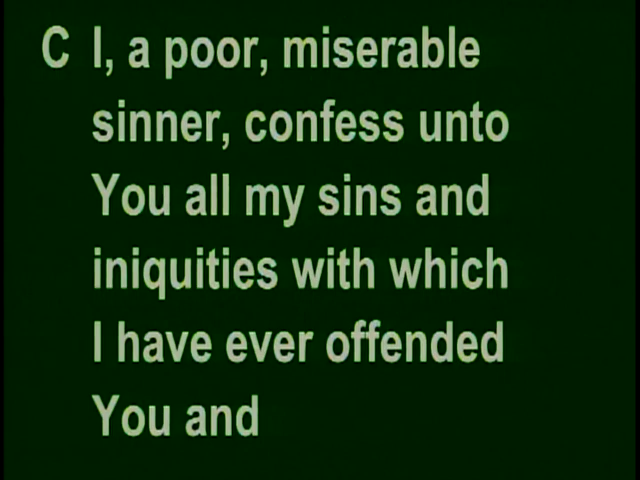 C I, a poor, miserable
sinner, confess unto
You all my sins and
iniquities with which
I have ever offended
You and